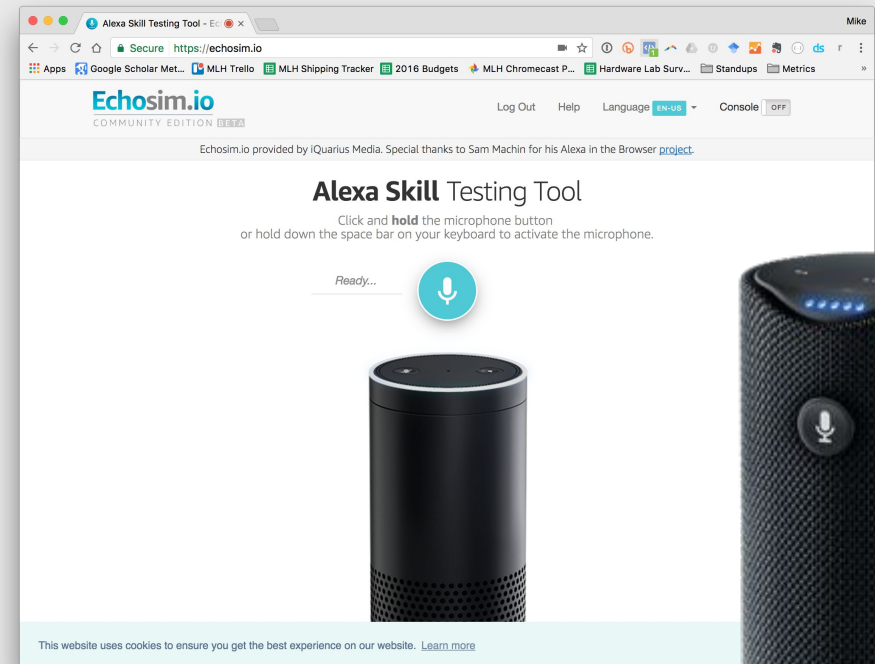 Alexa Skill Testing Tool - Ec
Mike
Secure https://echosim.io
Apps Google Scholar Met... MLH Trello MLH Shipping Tracker 2016 Budgets MLH Chromecast P... Hardware Lab Surv... Standups Metrics »
Echosim.io
COMMUNITY EDITION BETA
Log Out Help Language EN-US Console OFF
Echosim.io provided by iQuarius Media. Special thanks to Sam Machin for his Alexa in the Browser project.
Alexa Skill Testing Tool
Click and hold the microphone button
or hold down the space bar on your keyboard to activate the microphone.
Ready...
This website uses cookies to ensure you get the best experience on our website. Learn more